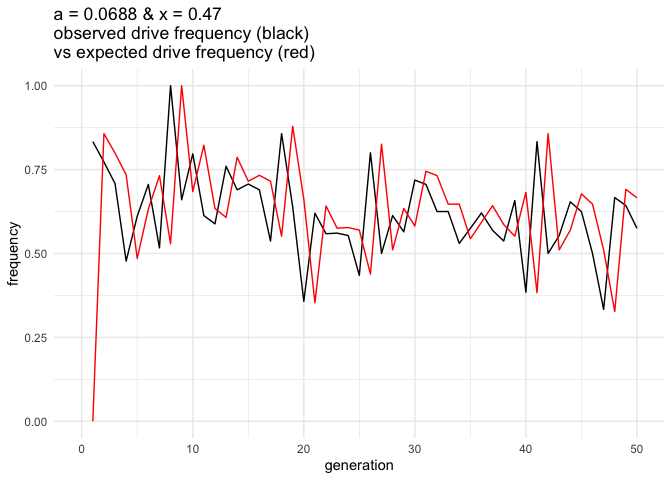 a = 0.0688 & x = 0.47
observed drive frequency (black)
vs expected drive frequency (red)
1.00
0.75
0.50
0.25
0.00
frequency
0
10
20
30
40
50
generation